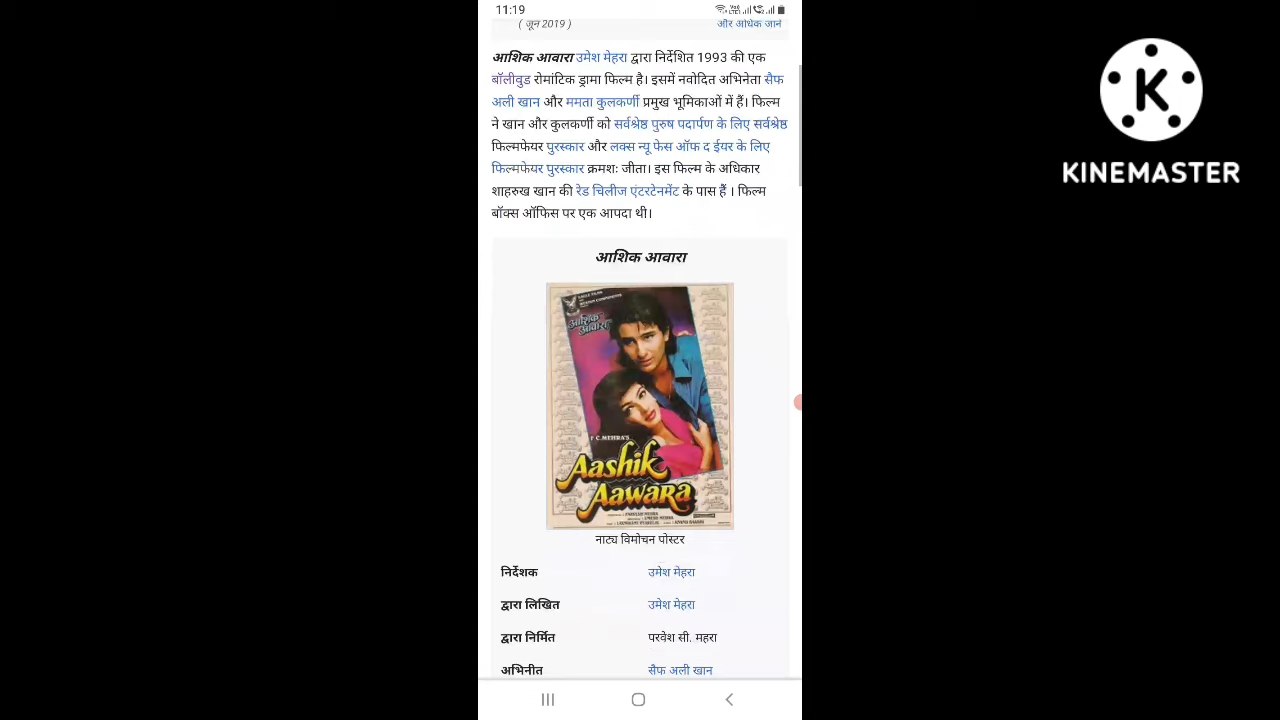 11:19
( जून 2019 )
और अधिक जानें
आशिक आवारा उमेश मेहरा द्वारा निर्देशित 1993 की एक
बॉलीवुड रोमांटिक ड्रामा फिल्म है। इसमें नवोदित अभिनेता सैफ
अली खान और ममता कुलकर्णी प्रमुख भूमिकाओं में हैं। फिल्म
ने खान और कुलकर्णी को सर्वश्रेष्ठ पुरुष पदार्पण के लिए सर्वश्रेष्ठ
फिल्मफेयर पुरस्कार और लक्स न्यू फेस ऑफ द ईयर के लिए
फिल्मफेयर पुरस्कार क्रमशः जीता। इस फिल्म के अधिकार
शाहरुख खान की रेड चिलीज एंटरटेनमेंट के पास हैं । फिल्म
बॉक्स ऑफिस पर एक आपदा थी।
आशिक आवारा
आशिक
आवारा
F C. MEHRA'S
Aashik
Aawara
नाट्य विमोचन पोस्टर
निर्देशक उमेश मेहरा
द्वारा लिखित उमेश मेहरा
द्वारा निर्मित परवेश सी. महरा
अभिनीत सैफ अली खान
K
KINEMASTER